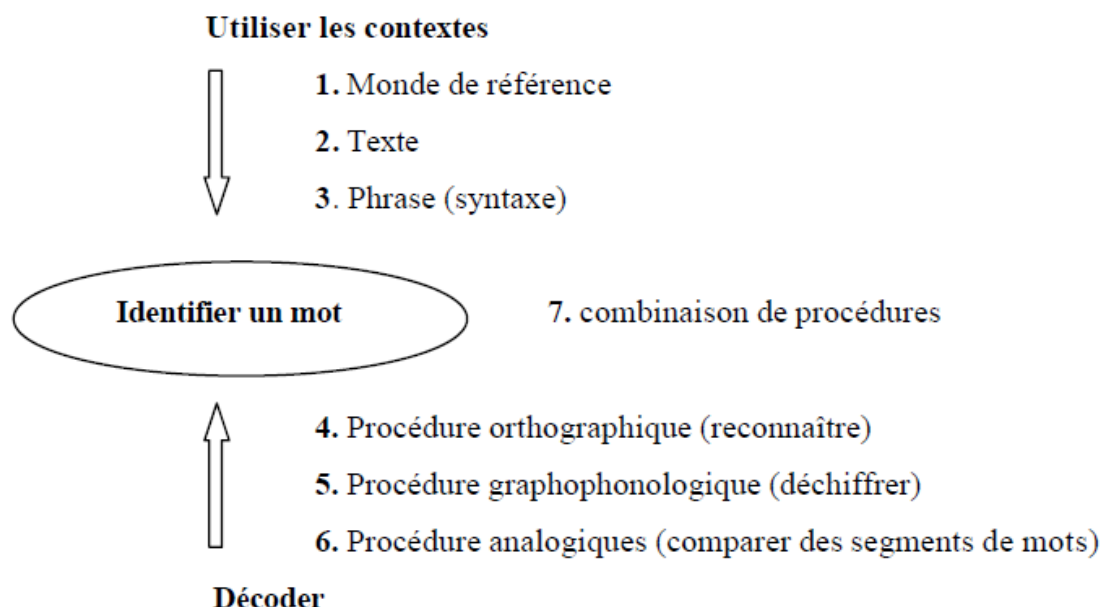 Utiliser les contextes
1. Monde de référence
2. Texte
3. Phrase (syntaxe)
Identifier un mot
7. combinaison de procédures
4. Procédure orthographique (reconnaître)
5. Procédure graphophonologique (déchiffrer)
6. Procédure analogiques (comparer des segments de mots)
Décoder